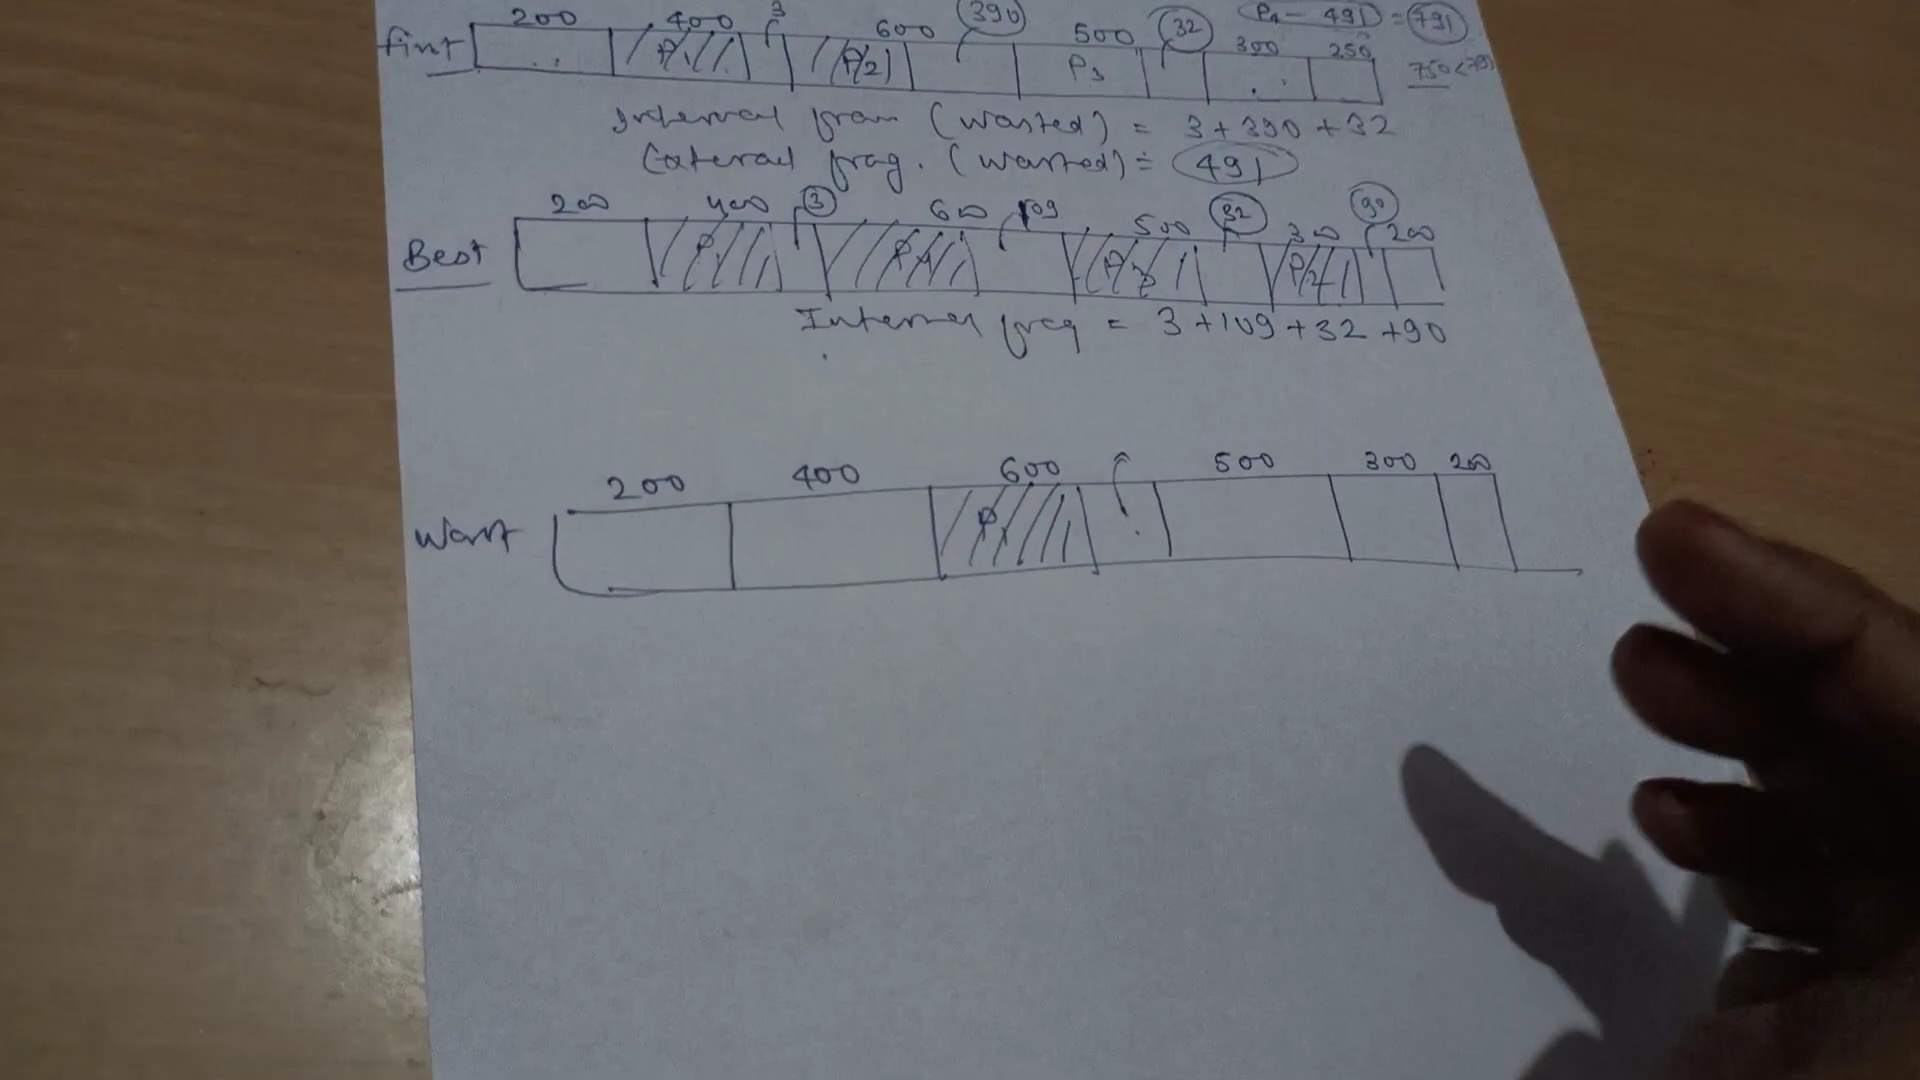 200 400 3 600 390 500 32 300 250 P4 - 491 = 791
first P1 P2 P3 750 < 791
Internal fram (wasted) = 3 + 390 + 32
External frag. (wasted) = 491
200 400 3 600 109 500 32 300 90 200
Best P1 P4 P3 P2
Internal frag = 3 + 109 + 32 + 90
200 400 600 500 300 200
Worst P1